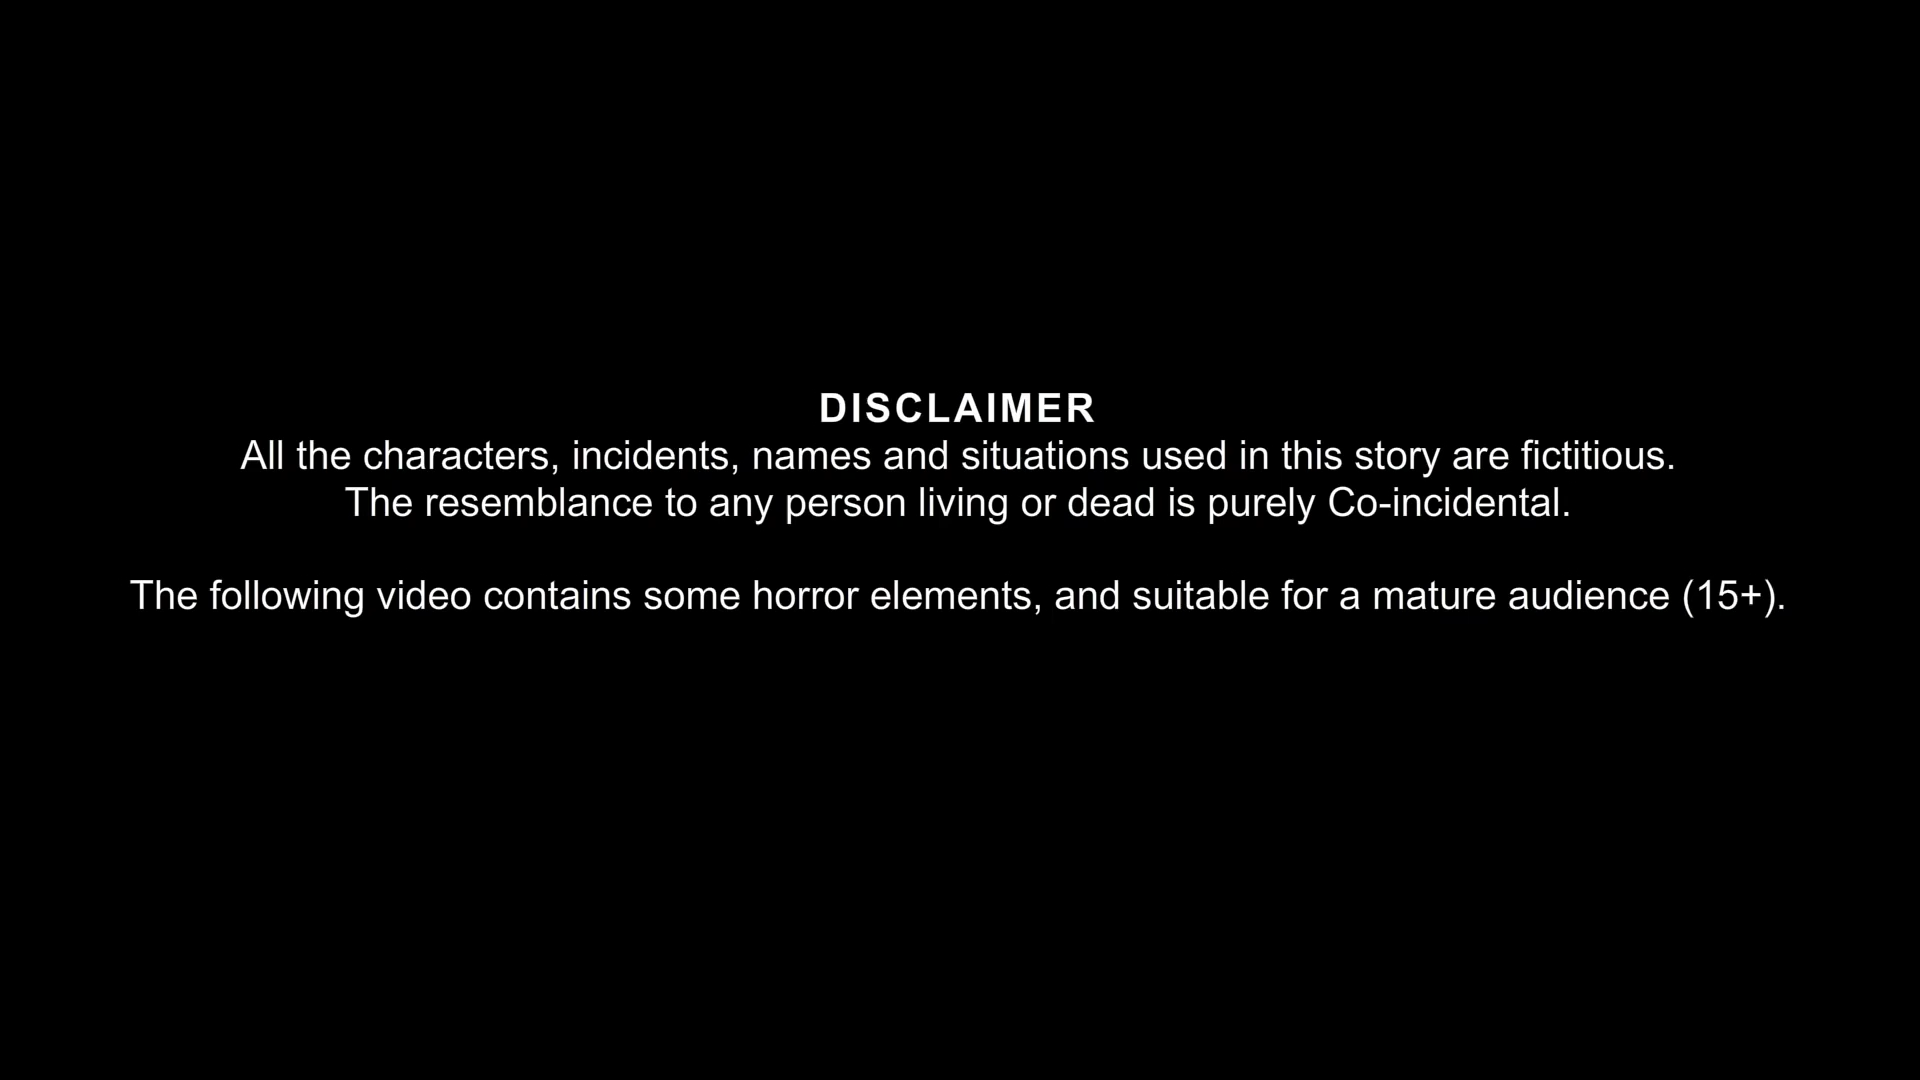 DISCLAIMER
All the characters, incidents, names and situations used in this story are fictitious.
The resemblance to any person living or dead is purely Co-incidental.
The following video contains some horror elements, and suitable for a mature audience (15+).